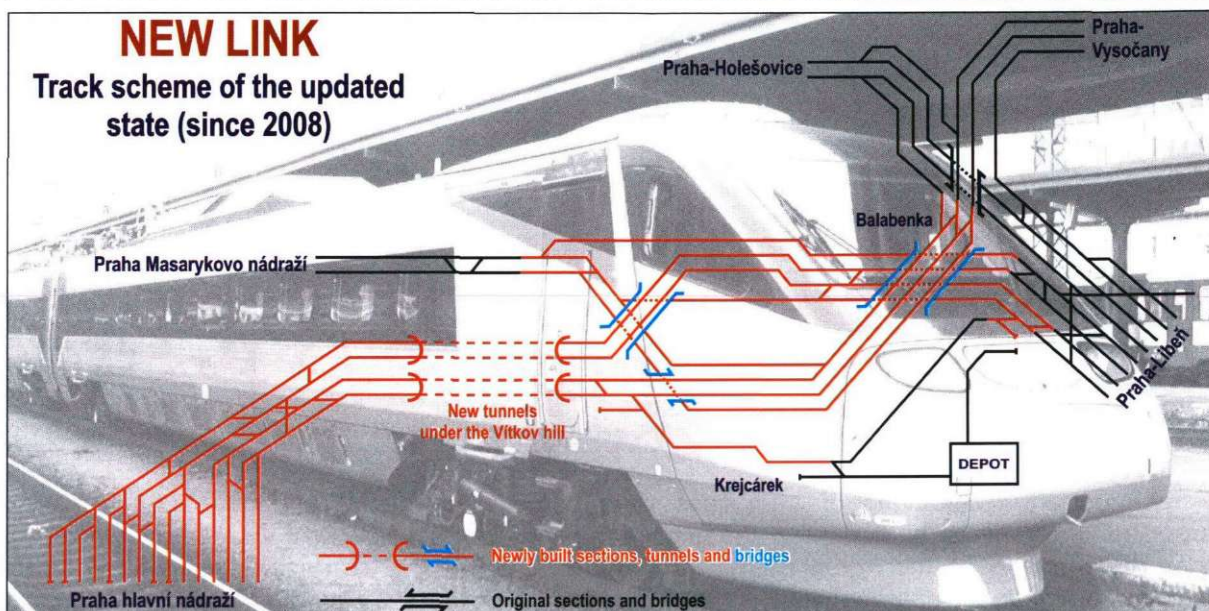 NEW LINK
Track scheme of the updated
state (since 2008)
Praha-Holešovice
Praha-
Vysočany
Balabenka
Praha Masarykovo nádraží
Praha-Libeň
New tunnels
under the Vítkov hill
DEPOT
Krejcárek
Newly built sections, tunnels and bridges
Praha hlavní nádraží
Original sections and bridges